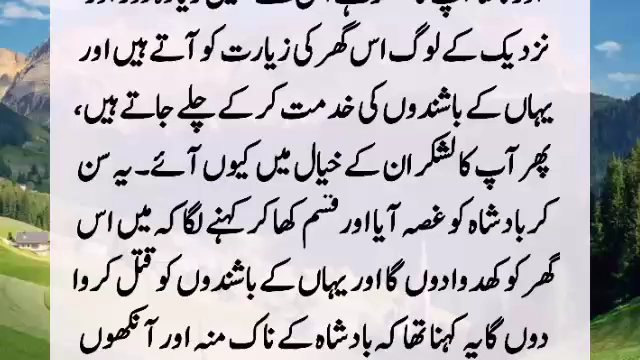 نزدیک کے لوگ اس گھر کی زیارت کو آتے ہیں اور
یہاں کے باشندوں کی خدمت کر کے چلے جاتے ہیں،
پھر آپ کا لشکر ان کے خیال میں کیوں آئے۔ یہ سن
کر بادشاہ کو غصہ آیا اور قسم کھا کر کہنے لگا کہ میں اس
گھر کو کھدوا دوں گا اور یہاں کے باشندوں کو قتل کروا
دوں گا یہ کہنا تھا کہ بادشاہ کے ناک منہ اور آنکھوں